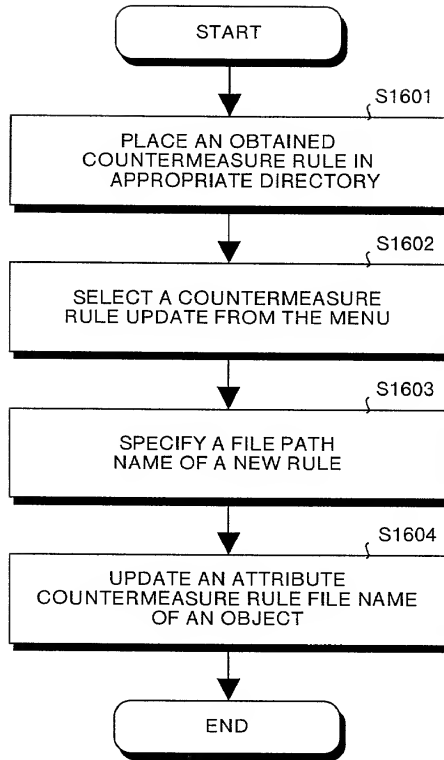 START
S1601
PLACE AN OBTAINED
COUNTERMEASURE RULE IN
APPROPRIATE DIRECTORY
S1602
SELECT A COUNTERMEASURE
RULE UPDATE FROM THE MENU
S1603
SPECIFY A FILE PATH
NAME OF A NEW RULE
S1604
UPDATE AN ATTRIBUTE
COUNTERMEASURE RULE FILE NAME
OF AN OBJECT
END